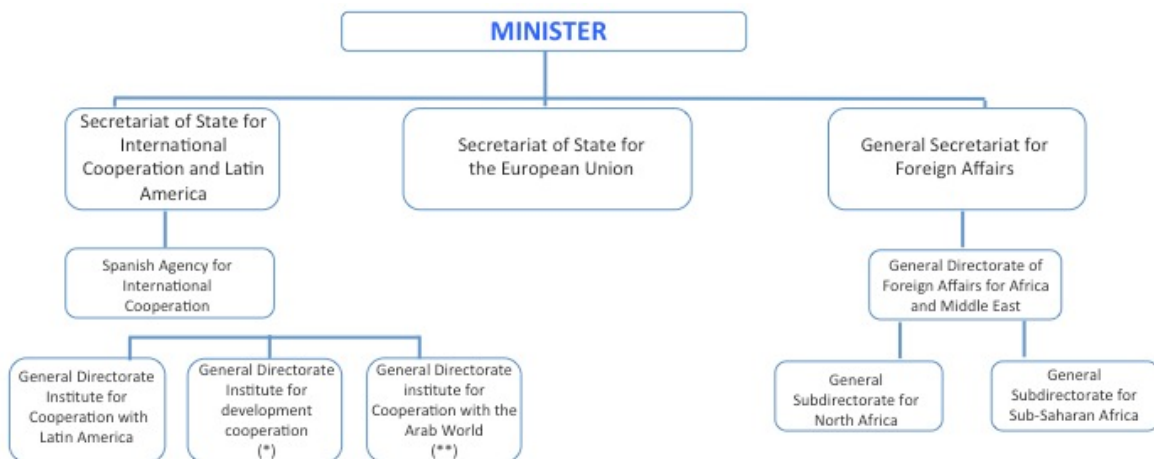 MINISTER
Secretariat of State for
International
Cooperation and Latin
America
Secretariat of State for
the European Union
General Secretariat for
Foreign Affairs
Spanish Agency for
International
Cooperation
General Directorate of
Foreign Affairs for Africa
and Middle East
General Directorate
Institute for
Cooperation with
Latin America
General Directorate
Institute for
development
cooperation
(*)
General Directorate
institute for
Cooperation with the
Arab World
(**)
General
Subdirectorate for
North Africa
General
Subdirectorate for
Sub-Saharan Africa